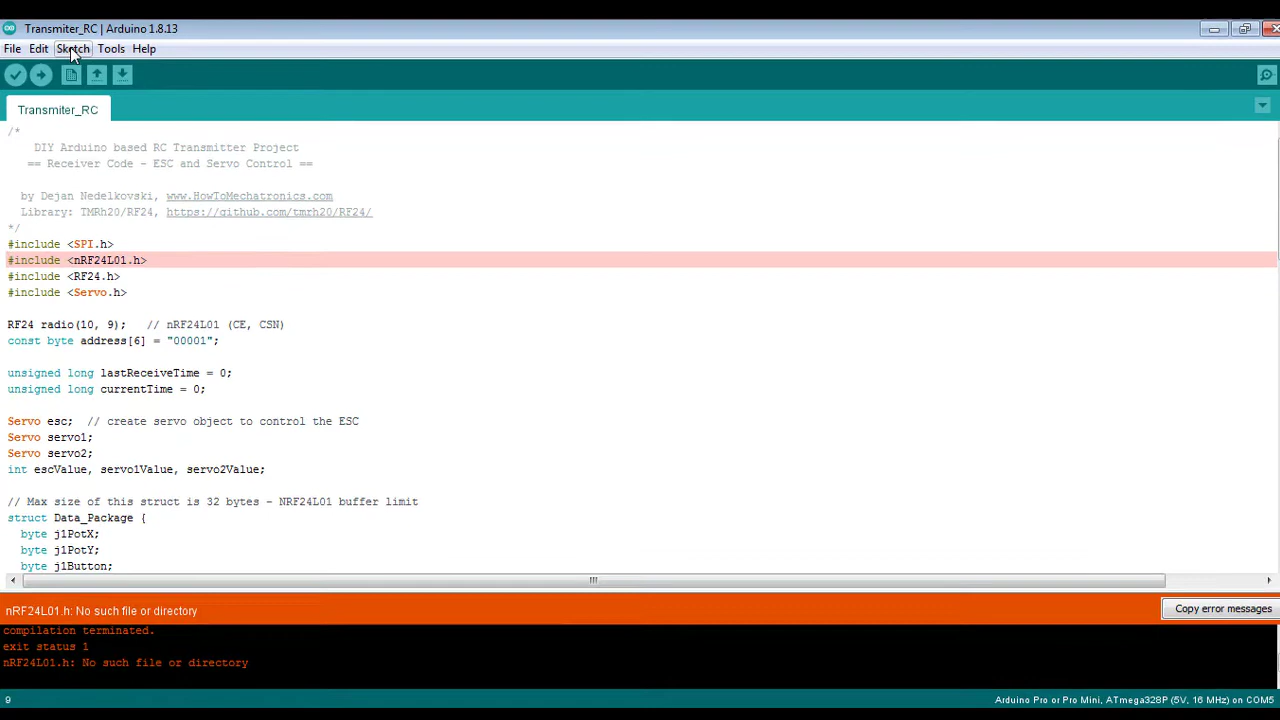 Transmiter_RC | Arduino 1.8.13
File Edit Sketch Tools Help
Transmiter_RC
/*
DIY Arduino based RC Transmitter Project
== Receiver Code - ESC and Servo Control ==
by Dejan Nedelkovski, www.HowToMechatronics.com
Library: TMRh20/RF24, https://github.com/tmrh20/RF24/
*/
#include <SPI.h>
#include <nRF24L01.h>
#include <RF24.h>
#include <Servo.h>
RF24 radio(10, 9);   // nRF24L01 (CE, CSN)
const byte address[6] = "00001";
unsigned long lastReceiveTime = 0;
unsigned long currentTime = 0;
Servo esc;  // create servo object to control the ESC
Servo servo1;
Servo servo2;
int escValue, servo1Value, servo2Value;
// Max size of this struct is 32 bytes - NRF24L01 buffer limit
struct Data_Package {
byte j1PotX;
byte j1PotY;
byte j1Button;
nRF24L01.h: No such file or directory
Copy error messages
compilation terminated.
exit status 1
nRF24L01.h: No such file or directory
9
Arduino Pro or Pro Mini, ATmega328P (5V, 16 MHz) on COM5